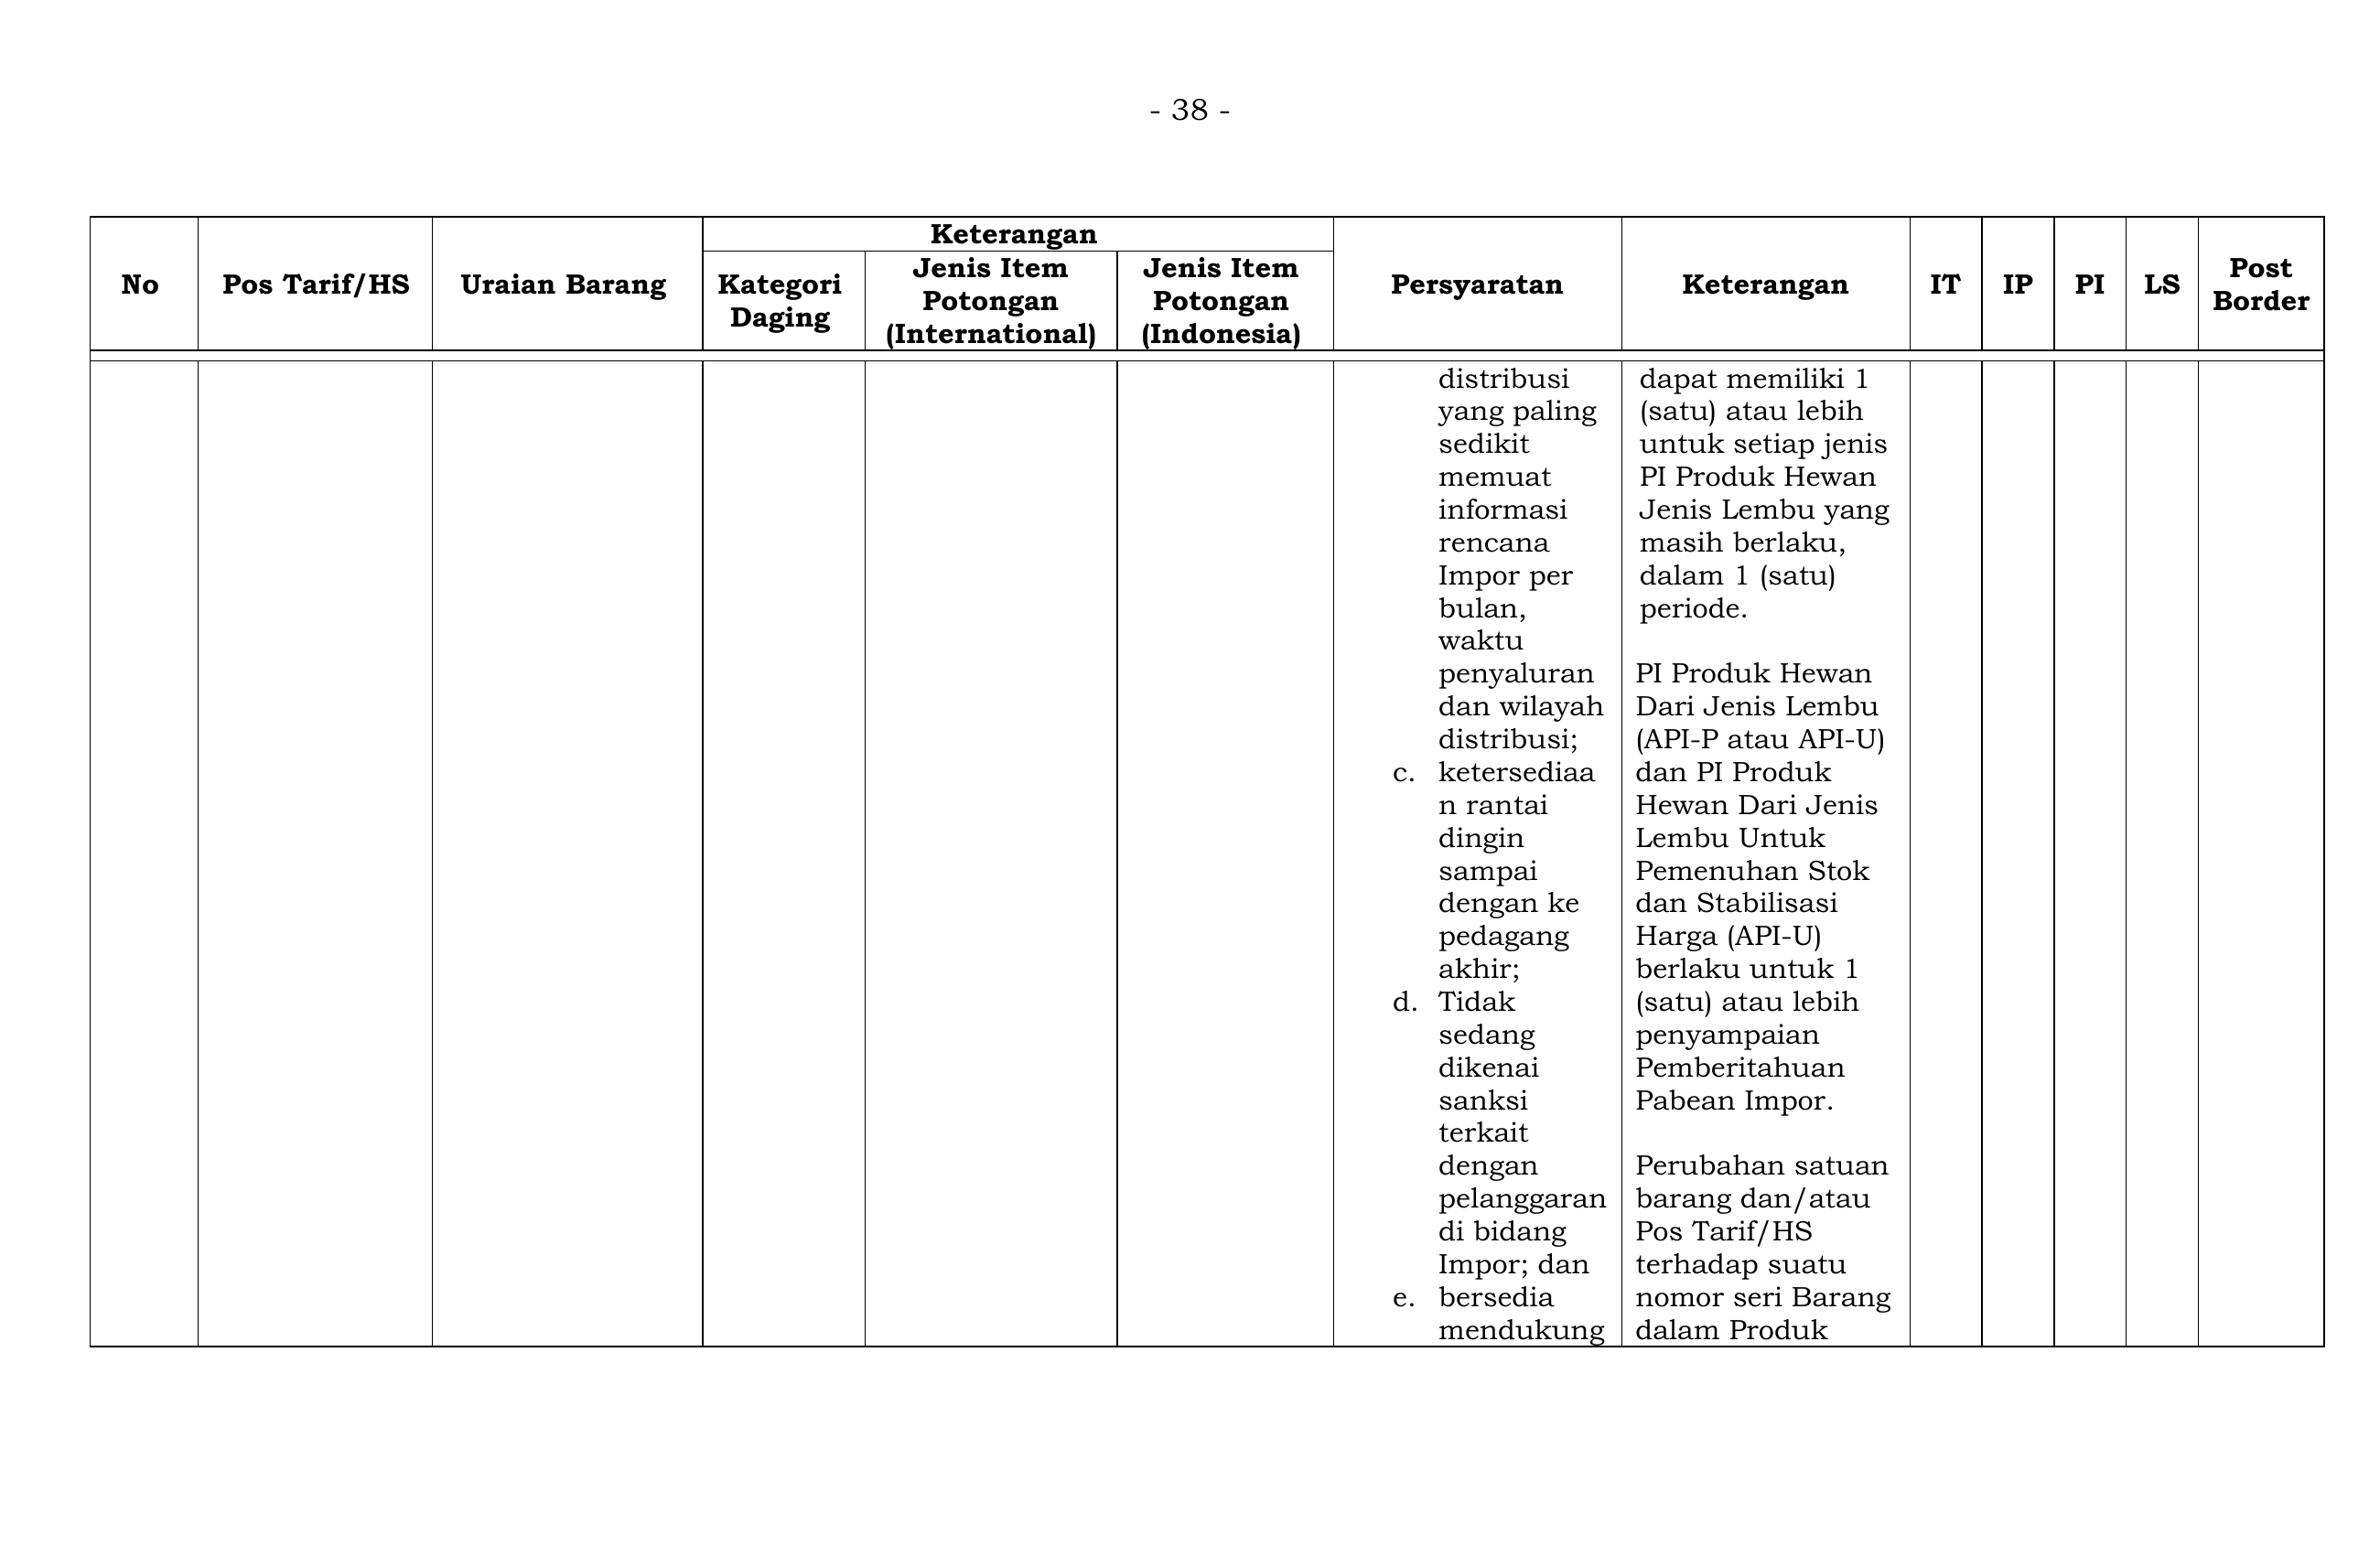 - 38 -
No
Pos Tarif/HS
Uraian Barang
Keterangan
Kategori
Daging
Jenis Item
Potongan
(International)
Jenis Item
Potongan
(Indonesia)
Persyaratan
Keterangan
IT
IP
PI
LS
Post
Border
distribusi
yang paling
sedikit
memuat
informasi
rencana
Impor per
bulan,
waktu
penyaluran
dan wilayah
distribusi;
c. ketersediaa
n rantai
dingin
sampai
dengan ke
pedagang
akhir;
d. Tidak
sedang
dikenai
sanksi
terkait
dengan
pelanggaran
di bidang
Impor; dan
e. bersedia
mendukung
dapat memiliki 1
(satu) atau lebih
untuk setiap jenis
PI Produk Hewan
Jenis Lembu yang
masih berlaku,
dalam 1 (satu)
periode.
PI Produk Hewan
Dari Jenis Lembu
(API-P atau API-U)
dan PI Produk
Hewan Dari Jenis
Lembu Untuk
Pemenuhan Stok
dan Stabilisasi
Harga (API-U)
berlaku untuk 1
(satu) atau lebih
penyampaian
Pemberitahuan
Pabean Impor.
Perubahan satuan
barang dan/atau
Pos Tarif/HS
terhadap suatu
nomor seri Barang
dalam Produk